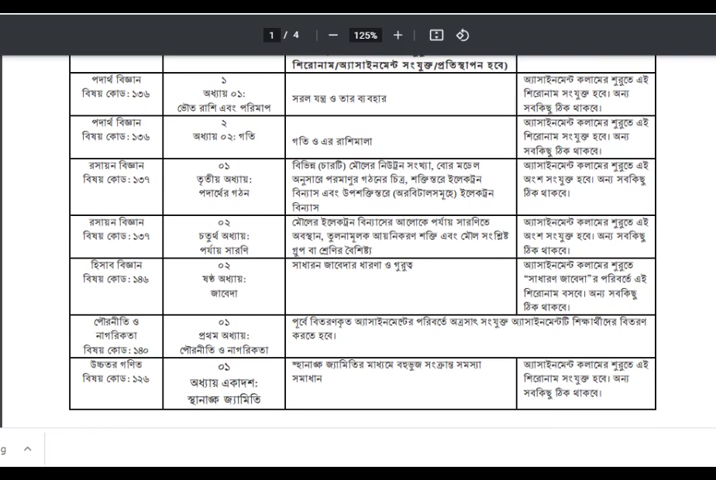 1 / 4 — 125% +
শিরোনাম/অ্যাসাইনমেন্ট সংযুক্ত/প্রতিস্থাপন হবে)
পদার্থ বিজ্ঞান
বিষয় কোড: ১৩৬
১
অধ্যায় ০১:
ভৌত রাশি এবং পরিমাপ
সরল যন্ত্র ও তার ব্যবহার
অ্যাসাইনমেন্ট কলামের শুরুতে এই
শিরোনাম সংযুক্ত হবে। অন্য
সবকিছু ঠিক থাকবে।
পদার্থ বিজ্ঞান
বিষয় কোড: ১৩৬
২
অধ্যায় ০২: গতি
গতি ও এর রাশিমালা
অ্যাসাইনমেন্ট কলামের শুরুতে এই
শিরোনাম সংযুক্ত হবে। অন্য
সবকিছু ঠিক থাকবে।
রসায়ন বিজ্ঞান
বিষয় কোড: ১৩৭
০১
তৃতীয় অধ্যায়:
পদার্থের গঠন
বিভিন্ন (চারটি) মৌলের নিউট্রন সংখ্যা, বোর মডেল
অনুসারে পরমাণুর গঠনের চিত্র, শক্তিস্তরে ইলেকট্রন
বিন্যাস এবং উপশক্তিস্তরে (অরবিটালসমূহে) ইলেকট্রন
বিন্যাস
অ্যাসাইনমেন্ট কলামের শুরুতে এই
অংশ সংযুক্ত হবে। অন্য সবকিছু
ঠিক থাকবে।
রসায়ন বিজ্ঞান
বিষয় কোড: ১৩৭
০২
চতুর্থ অধ্যায়:
পর্যায় সারণি
মৌলের ইলেকট্রন বিন্যাসের আলোকে পর্যায় সারণিতে
অবস্থান, তুলনামূলক আয়নিকরণ শক্তি এবং মৌল সংশ্লিষ্ট
গ্রুপ বা শ্রেণির বৈশিষ্ট্য
অ্যাসাইনমেন্ট কলামের শুরুতে এই
অংশ সংযুক্ত হবে। অন্য সবকিছু
ঠিক থাকবে।
হিসাব বিজ্ঞান
বিষয় কোড: ১৪৬
০২
ষষ্ঠ অধ্যায়:
জাবেদা
সাধারন জাবেদার ধারণা ও গুরুত্ব
অ্যাসাইনমেন্ট কলামের শুরুতে
“সাধারণ জাবেদা”র পরিবর্তে এই
শিরোনাম বসবে। অন্য সবকিছু
ঠিক থাকবে।
পৌরনীতি ও
নাগরিকতা
বিষয় কোড: ১৪০
০১
প্রথম অধ্যায়:
পৌরনীতি ও নাগরিকতা
পূর্বে বিতরণকৃত অ্যাসাইনমেন্টের পরিবর্তে অত্রসাৎ সংযুক্ত অ্যাসাইনমেন্টটি শিক্ষার্থীদের বিতরণ
করতে হবে।
উচ্চতর গণিত
বিষয় কোড: ১২৬
০১
অধ্যায় একাদশ:
স্থানাঙ্ক জ্যামিতি
স্থানাঙ্ক জ্যামিতির মাধ্যমে বহুভুজ সংক্রান্ত সমস্যা
সমাধান
অ্যাসাইনমেন্ট কলামের শুরুতে এই
শিরোনাম সংযুক্ত হবে। অন্য
সবকিছু ঠিক থাকবে।
g